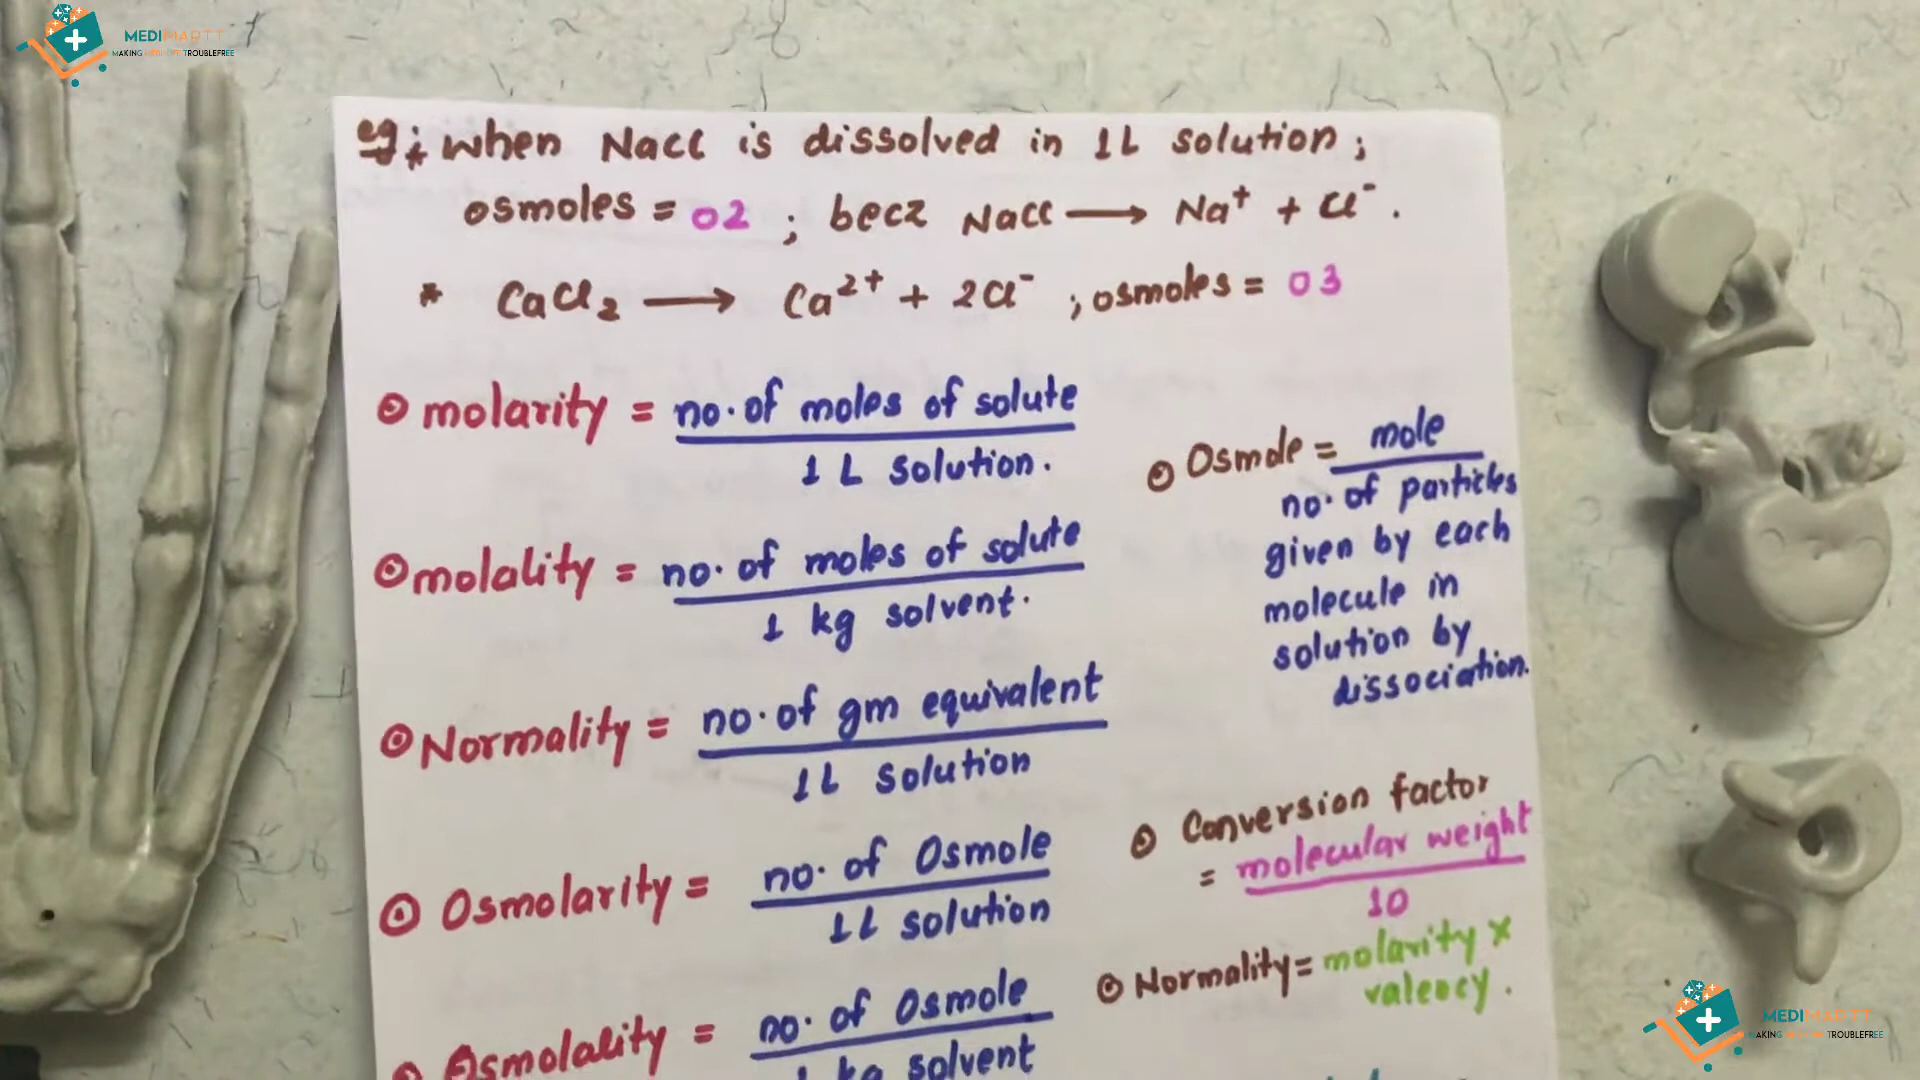 MEDIMARTT
eg:* when NaCl is dissolved in 1L solution;
osmoles = 02 ; becz NaCl ⟶ Na⁺ + Cl⁻.
* CaCl₂ ⟶ Ca²⁺ + 2Cl⁻ ; osmoles = 03
⊙ molarity = no. of moles of solute
1 L solution.
⊙ molality = no. of moles of solute
1 kg solvent.
⊙ Normality = no. of gm equivalent
1L solution
⊙ Osmolarity = no. of Osmole
1L solution
⊙ Osmolality = no. of Osmole
1 kg solvent
⊙ Osmole = mole
no. of particles
given by each
molecule in
solution by
dissociation.
⊙ Conversion factor
= molecular weight
10
⊙ Normality = molarity ×
valency.
MEDIMARTT